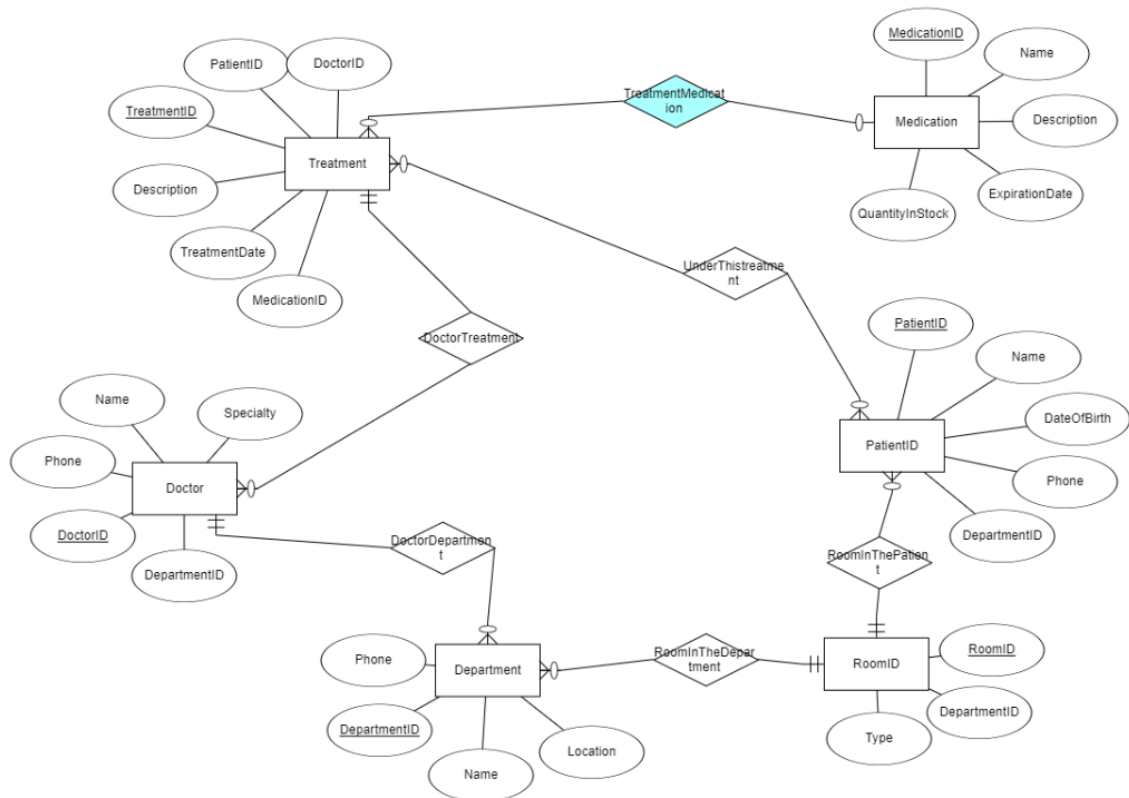 MedicationID
Name
Description
ExpirationDate
QuantityInStock
Medication
TreatmentMedicat
ion
PatientID
DoctorID
TreatmentID
Treatment
Description
TreatmentDate
MedicationID
UnderThistreatme
nt
DoctorTreatment
PatientID
Name
DateOfBirth
Phone
DepartmentID
PatientID
Name
Specialty
Phone
Doctor
DoctorID
DepartmentID
DoctorDepartmen
t
RoomInThePatien
t
Phone
Department
DepartmentID
Name
Location
RoomInTheDepar
tment
RoomID
RoomID
DepartmentID
Type